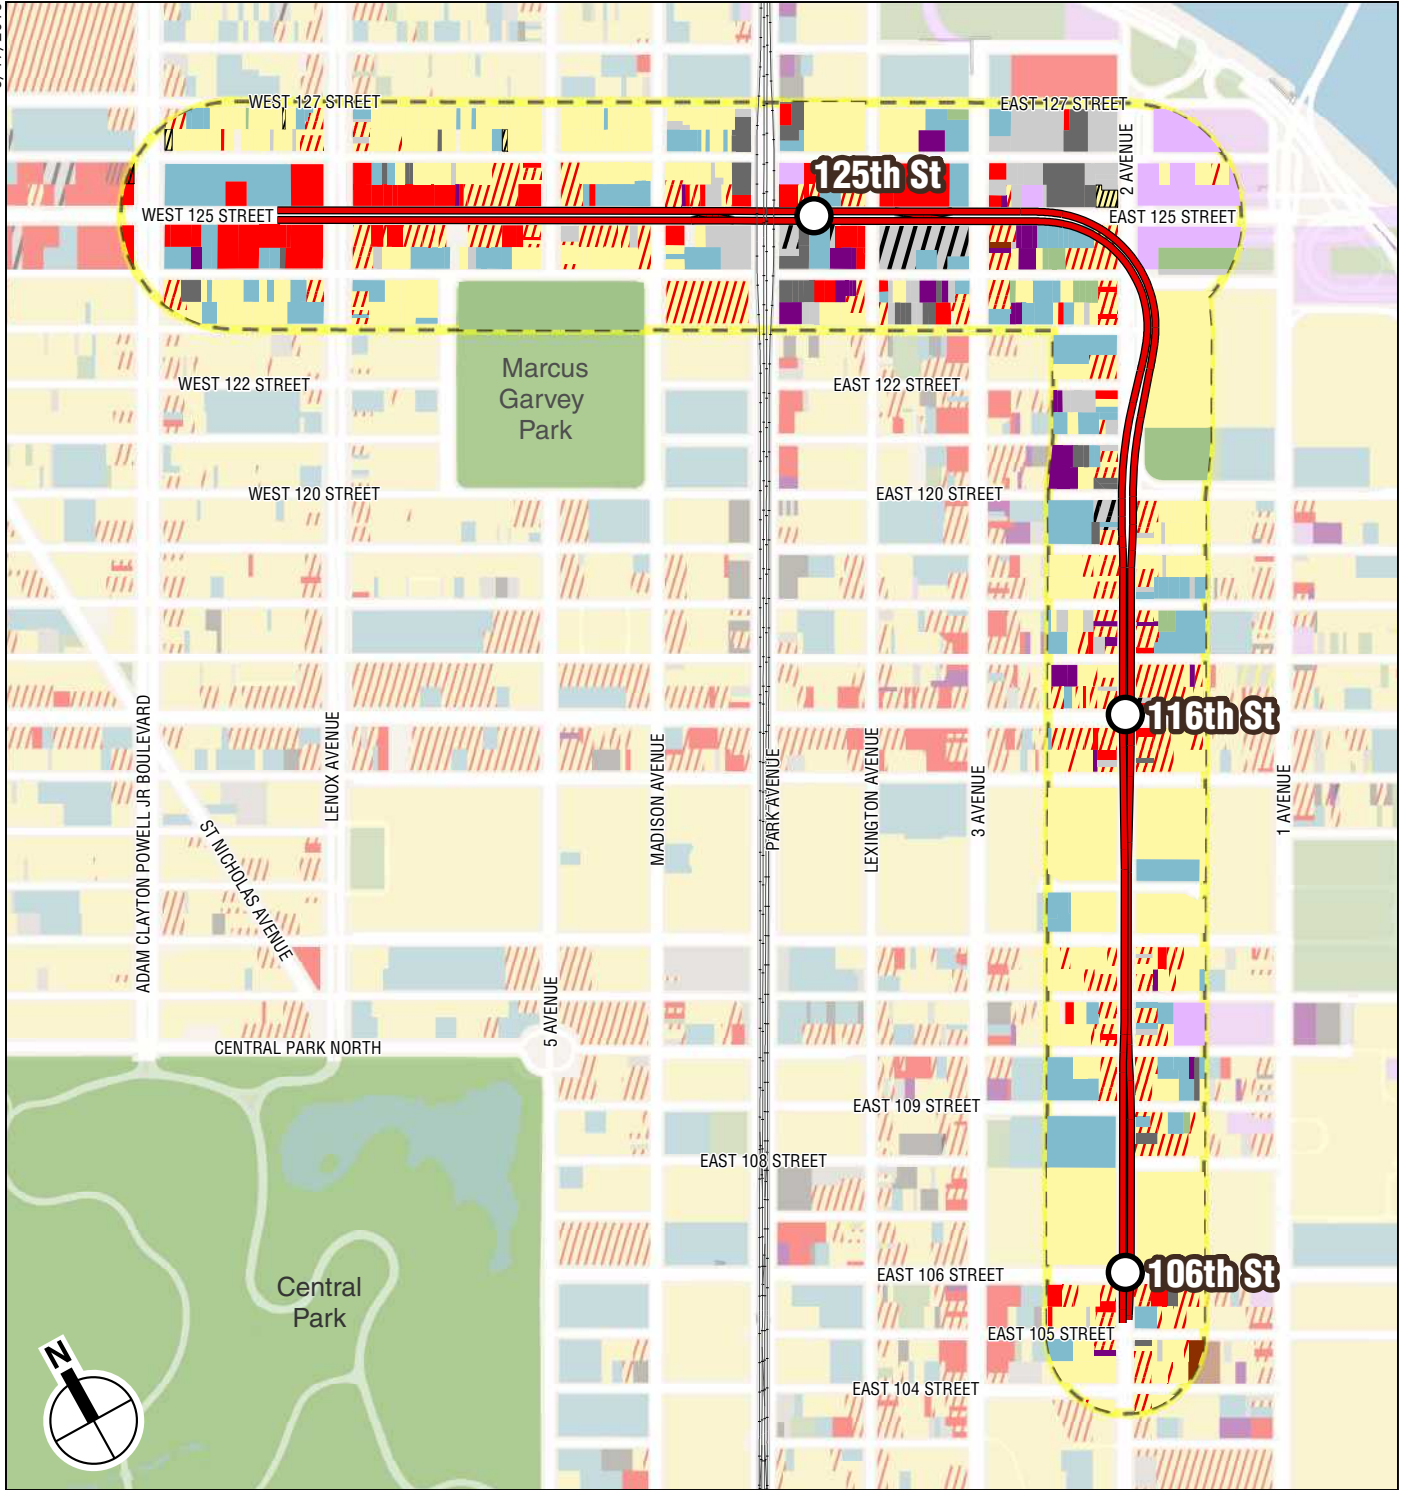 WEST 127 STREET
EAST 127 STREET
2 AVENUE
125th St
WEST 125 STREET
EAST 125 STREET
Marcus
Garvey
Park
WEST 122 STREET
EAST 122 STREET
WEST 120 STREET
EAST 120 STREET
116th St
ADAM CLAYTON POWELL JR BOULEVARD
LENOX AVENUE
MADISON AVENUE
PARK AVENUE
LEXINGTON AVENUE
3 AVENUE
1 AVENUE
ST NICHOLAS AVENUE
5 AVENUE
CENTRAL PARK NORTH
EAST 109 STREET
EAST 108 STREET
106th St
EAST 106 STREET
Central
Park
EAST 105 STREET
N
EAST 104 STREET